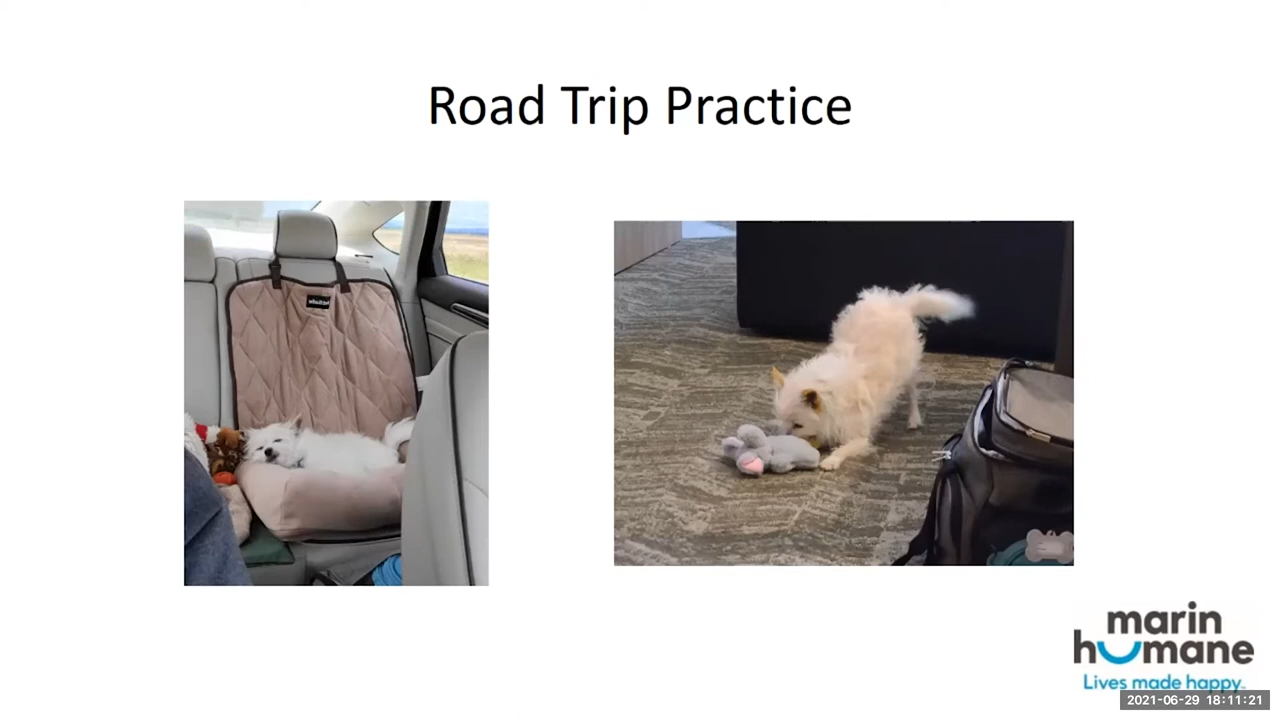 Road Trip Practice
marin
humane
Lives made happy.
2021-06-29 18:11:21